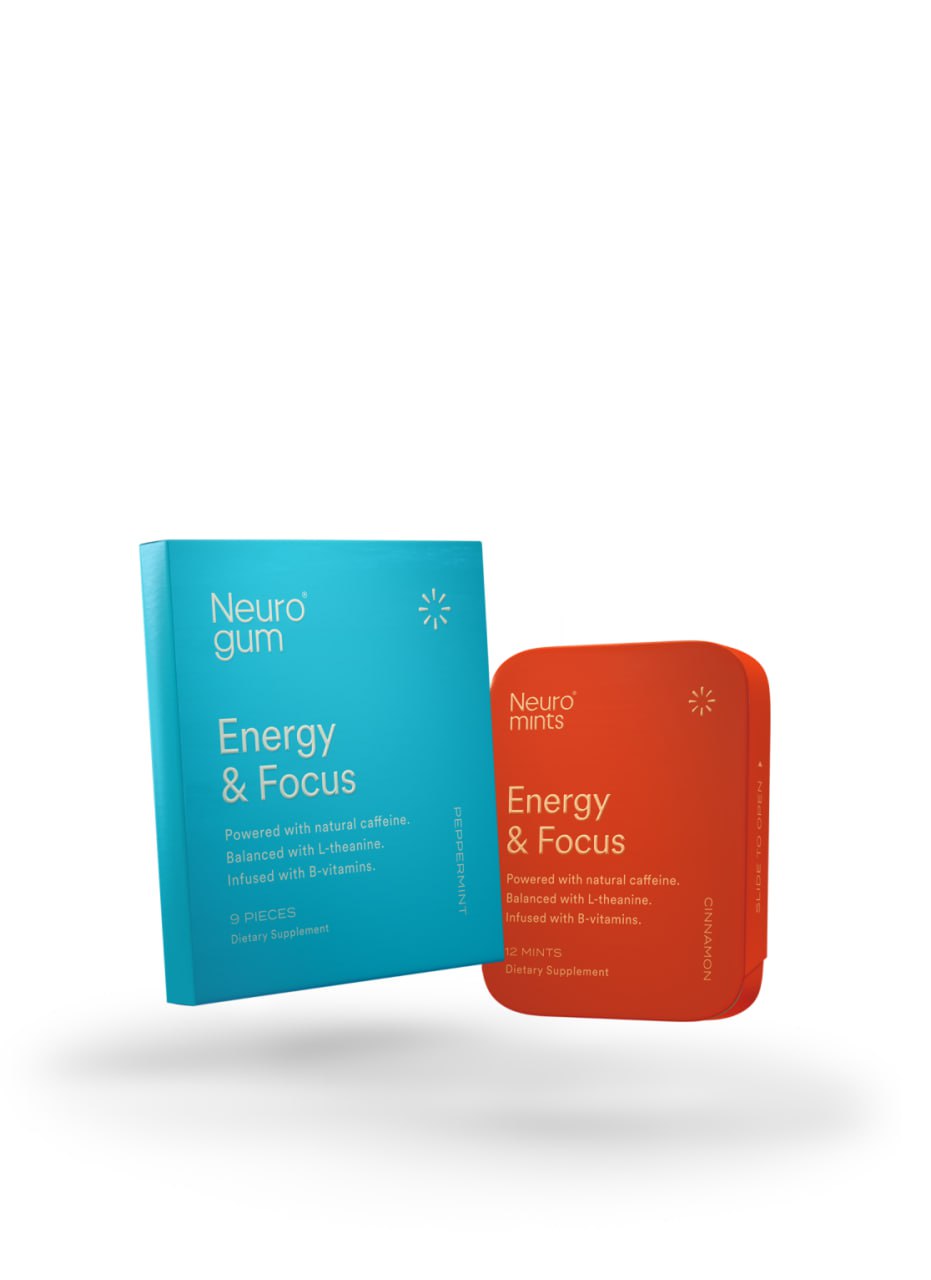 Neuro®
gum
Energy
& Focus
Powered with natural caffeine.
Balanced with L-theanine.
Infused with B-vitamins.
9 PIECES
Dietary Supplement
PEPPERMINT
Neuro®
mints
Energy
& Focus
Powered with natural caffeine.
Balanced with L-theanine.
Infused with B-vitamins.
12 MINTS
Dietary Supplement
CINNAMON
SLIDE TO OPEN